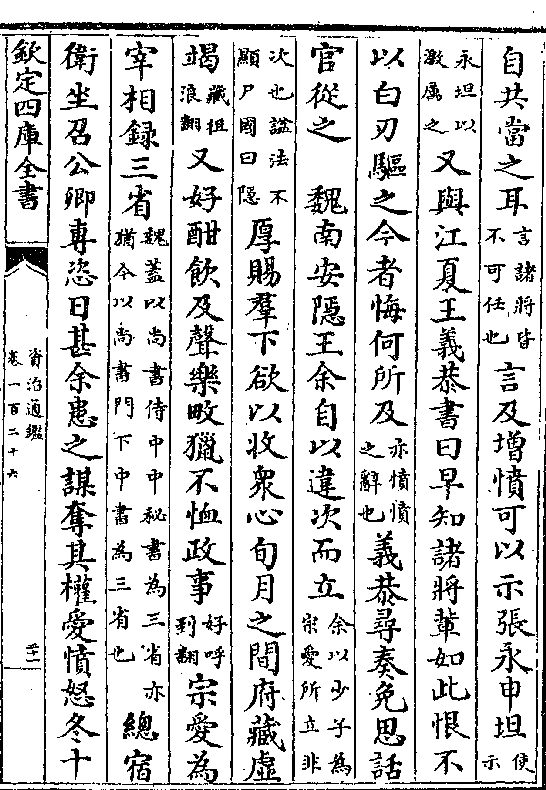 自共當之耳言諸將皆不可任也言及增憤可以示張永申坦使示
永坦以激厲之又與江夏王義恭書曰早知諸將輩如此恨不
以白刃驅之今者悔何所及亦憤憤之辭也義恭尋奏免思話
官從之　魏南安隱王余自以違次而立余以少子為宗愛所立非
次也諡法不顯尸國曰隱厚賜羣下欲以收衆心旬月之間府藏虛
竭藏徂浪翻又好酣飲及聲樂畋獵不恤政事好呼到翻宗愛為
宰相録三省魏蓋以尚書侍中中秘書為三省亦猶今以尚書門下中書為三省也總宿
衛坐召公卿專恣日甚余患之謀奪其權愛憤怒冬十
欽定四庫全書
資治通鑑
卷一百二十六